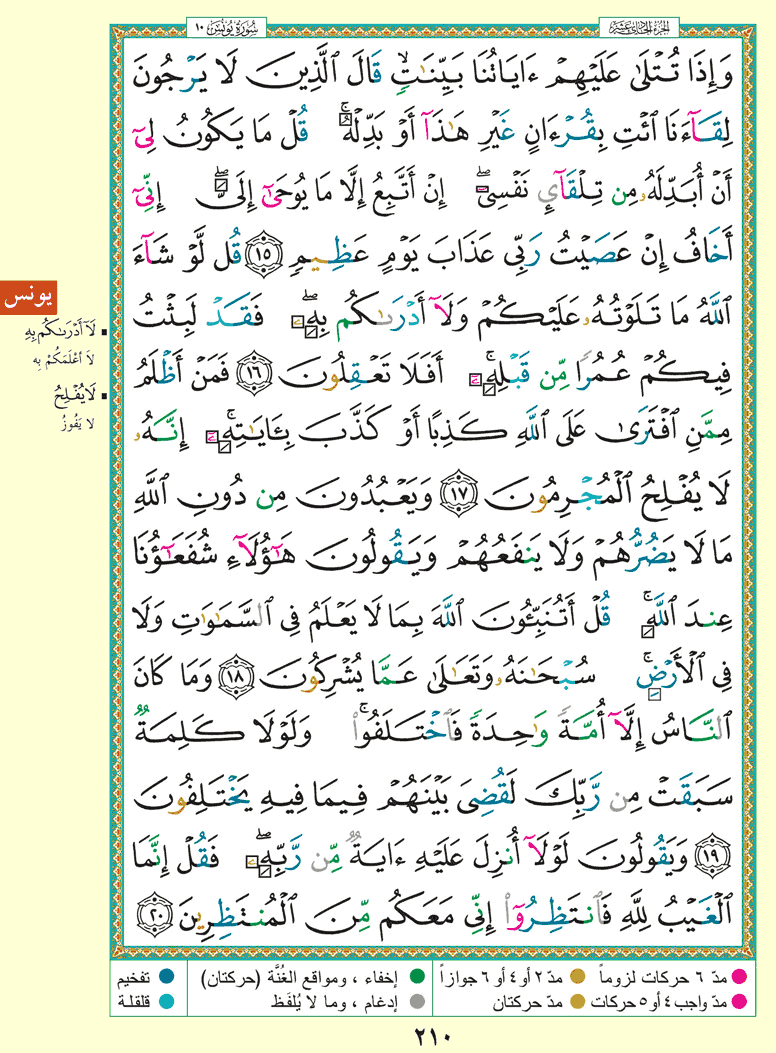 الجزء الحادي عشر
سورة يونس ١٠
وَإِذَا تُتْلَىٰ عَلَيْهِمْ ءَايَاتُنَا بَيِّنَـٰتٍۙ قَالَ ٱلَّذِينَ لَا يَرْجُونَ
لِقَآءَنَا ٱئْتِ بِقُرْءَانٍ غَيْرِ هَـٰذَآ أَوْ بَدِّلْهُۚ قُلْ مَا يَكُونُ لِىٓ
أَنْ أُبَدِّلَهُۥ مِن تِلْقَآئِ نَفْسِىٓۖ إِنْ أَتَّبِعُ إِلَّا مَا يُوحَىٰٓ إِلَىَّۖ إِنِّىٓ
أَخَافُ إِنْ عَصَيْتُ رَبِّى عَذَابَ يَوْمٍ عَظِيمٍ ١٥ قُل لَّوْ شَآءَ
ٱللَّهُ مَا تَلَوْتُهُۥ عَلَيْكُمْ وَلَآ أَدْرَىٰكُم بِهِۦۖ فَقَدْ لَبِثْتُ
فِيكُمْ عُمُرًا مِّن قَبْلِهِۦٓۚ أَفَلَا تَعْقِلُونَ ١٦ فَمَنْ أَظْلَمُ
مِمَّنِ ٱفْتَرَىٰ عَلَى ٱللَّهِ كَذِبًا أَوْ كَذَّبَ بِـَٔايَـٰتِهِۦٓۚ إِنَّهُۥ
لَا يُفْلِحُ ٱلْمُجْرِمُونَ ١٧ وَيَعْبُدُونَ مِن دُونِ ٱللَّهِ
مَا لَا يَضُرُّهُمْ وَلَا يَنفَعُهُمْ وَيَقُولُونَ هَـٰٓؤُلَآءِ شُفَعَـٰٓؤُنَا
عِندَ ٱللَّهِۚ قُلْ أَتُنَبِّـُٔونَ ٱللَّهَ بِمَا لَا يَعْلَمُ فِى ٱلسَّمَـٰوَٰتِ وَلَا
فِى ٱلْأَرْضِۚ سُبْحَـٰنَهُۥ وَتَعَـٰلَىٰ عَمَّا يُشْرِكُونَ ١٨ وَمَا كَانَ
ٱلنَّاسُ إِلَّآ أُمَّةً وَٰحِدَةً فَٱخْتَلَفُوا۟ۚ وَلَوْلَا كَلِمَةٌ
سَبَقَتْ مِن رَّبِّكَ لَقُضِىَ بَيْنَهُمْ فِيمَا فِيهِ يَخْتَلِفُونَ
١٩ وَيَقُولُونَ لَوْلَآ أُنزِلَ عَلَيْهِ ءَايَةٌ مِّن رَّبِّهِۦۖ فَقُلْ إِنَّمَا
ٱلْغَيْبُ لِلَّهِ فَٱنتَظِرُوٓا۟ إِنِّى مَعَكُم مِّنَ ٱلْمُنتَظِرِينَ ٢٠
يونس
لَآ أَدْرَىٰكُم بِهِ
لا أَعْلَمَكُمْ به
لَا يُفْلِحُ
لا يَفُوزُ
مدّ ٦ حركات لزوماً
مدّ ٢ أو ٤ أو ٦ جوازاً
إخفاء ، ومواقع الغُنَّة (حركتان)
تفخيم
مدّ واجب ٤ أو ٥ حركات
مدّ حركتان
إدغام ، وما لا يُلفَظ
قلقلة
٢١٠